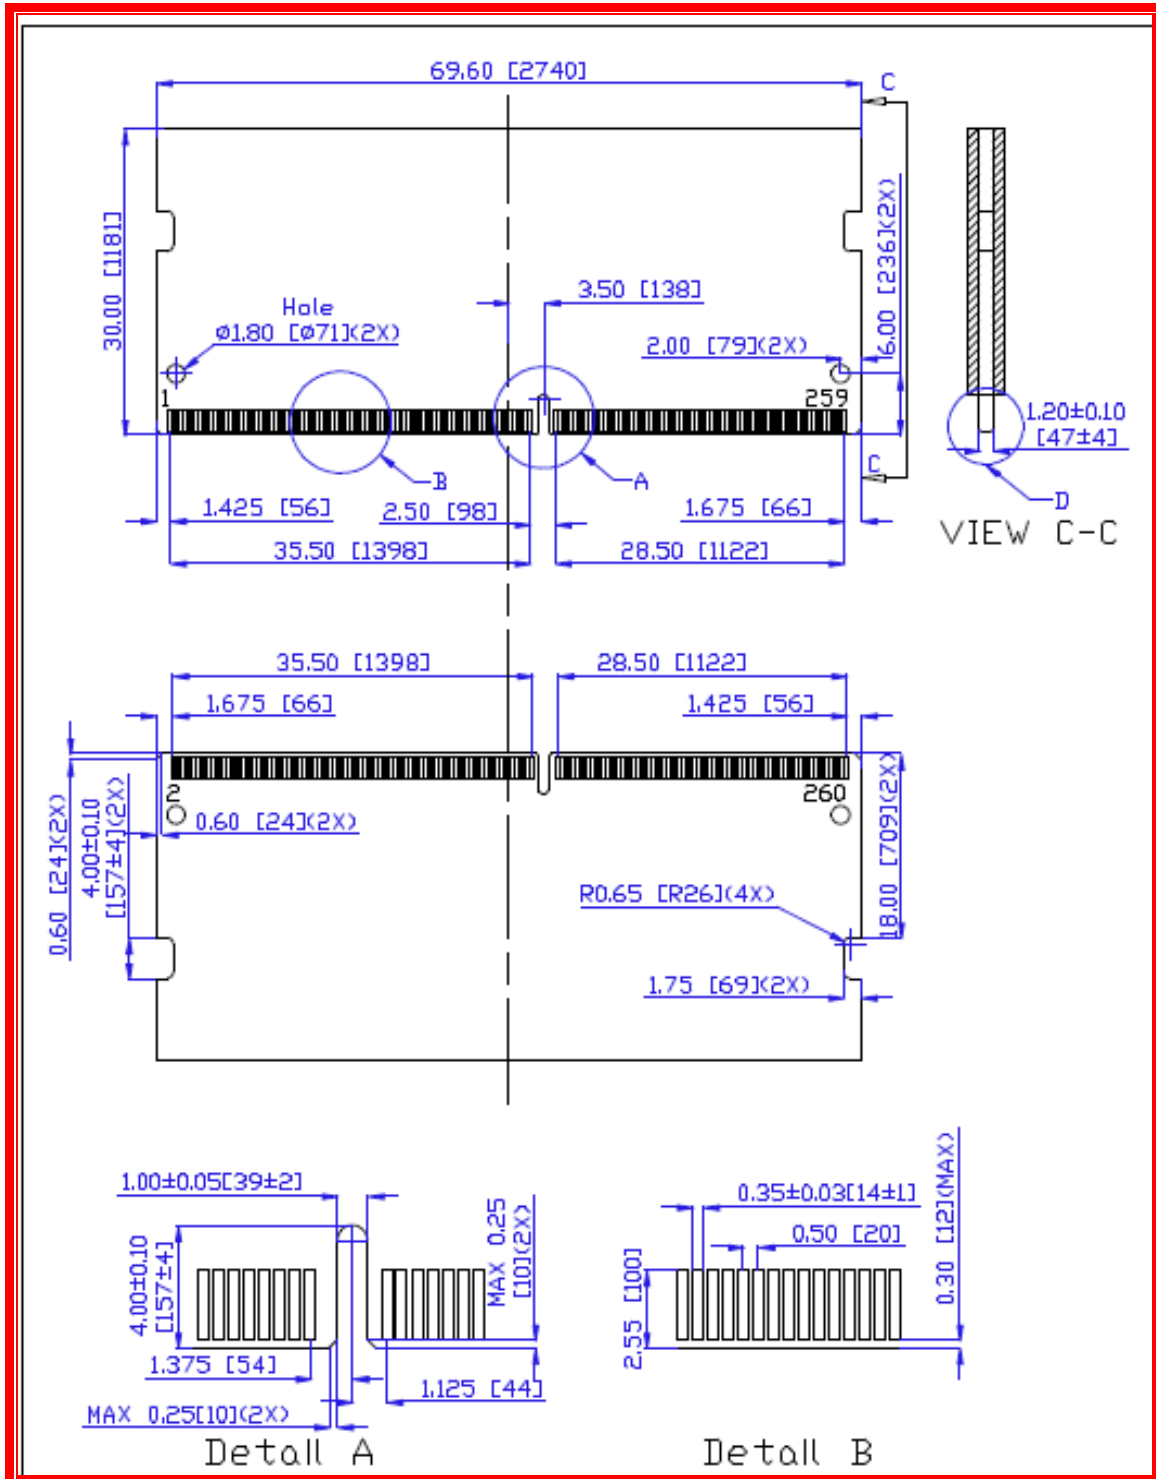 69.60 [2740]
C
30.00 [1181]
6.00 [236](2X)
3.50 [138]
Hole
ø1.80 [ø71](2X)
2.00 [79](2X)
1
259
1.20±0.10
[47±4]
B
A
C
D
1.425 [56]
2.50 [98]
1.675 [66]
35.50 [1398]
28.50 [1122]
VIEW C-C
35.50 [1398]
28.50 [1122]
1.675 [66]
1.425 [56]
2
260
0.60 [24](2X)
4.00±0.10
[157±4](2X)
0.60 [24](2X)
18.00 [709](2X)
R0.65 [R26](4X)
1.75 [69](2X)
1.00±0.05[39±2]
4.00±0.10
[157±4]
MAX 0.25
[10](2X)
1.375 [54]
1.125 [44]
MAX 0.25[10](2X)
Detail A
0.35±0.03[14±1]
0.50 [20]
2.55 [100]
0.30 [12](MAX)
Detail B